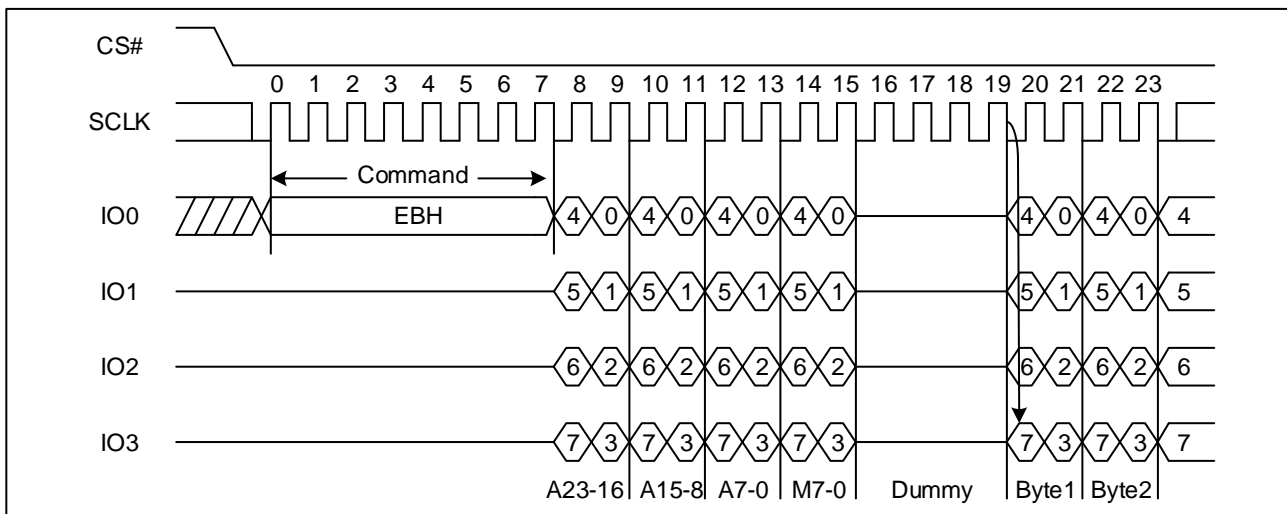 CS#
0 1 2 3 4 5 6 7 8 9 10 11 12 13 14 15 16 17 18 19 20 21 22 23
SCLK
Command
IO0 EBH 4 0 4 0 4 0 4 0 4 0 4 0 4
IO1 5 1 5 1 5 1 5 1 5 1 5 1 5
IO2 6 2 6 2 6 2 6 2 6 2 6 2 6
IO3 7 3 7 3 7 3 7 3 7 3 7 3 7
A23-16 A15-8 A7-0 M7-0 Dummy Byte1 Byte2